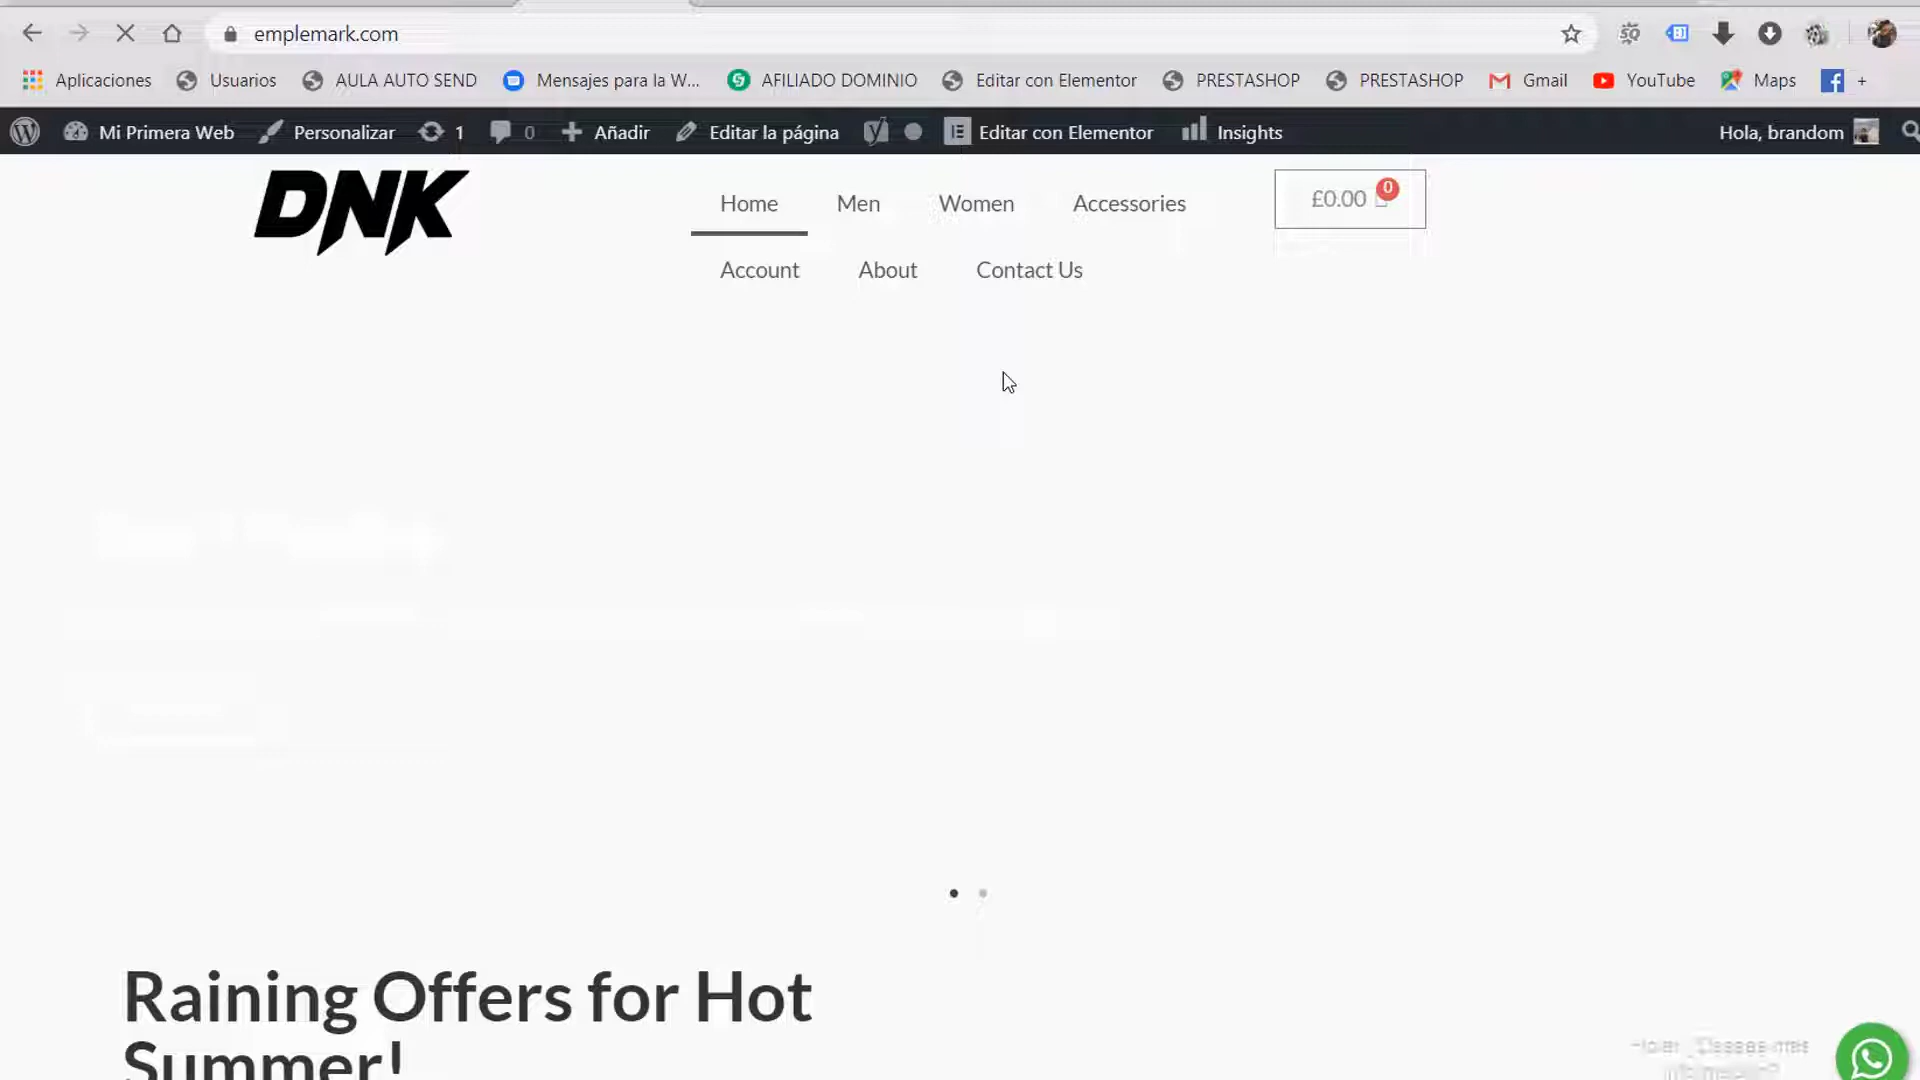 emplemark.com
Aplicaciones Usuarios AULA AUTO SEND Mensajes para la W... AFILIADO DOMINIO Editar con Elementor PRESTASHOP PRESTASHOP Gmail YouTube Maps +
Mi Primera Web Personalizar 1 0 Añadir Editar la página Editar con Elementor Insights Hola, brandom
DNK
Home Men Women Accessories £0.00 0
Account About Contact Us
Raining Offers for Hot
Summer!